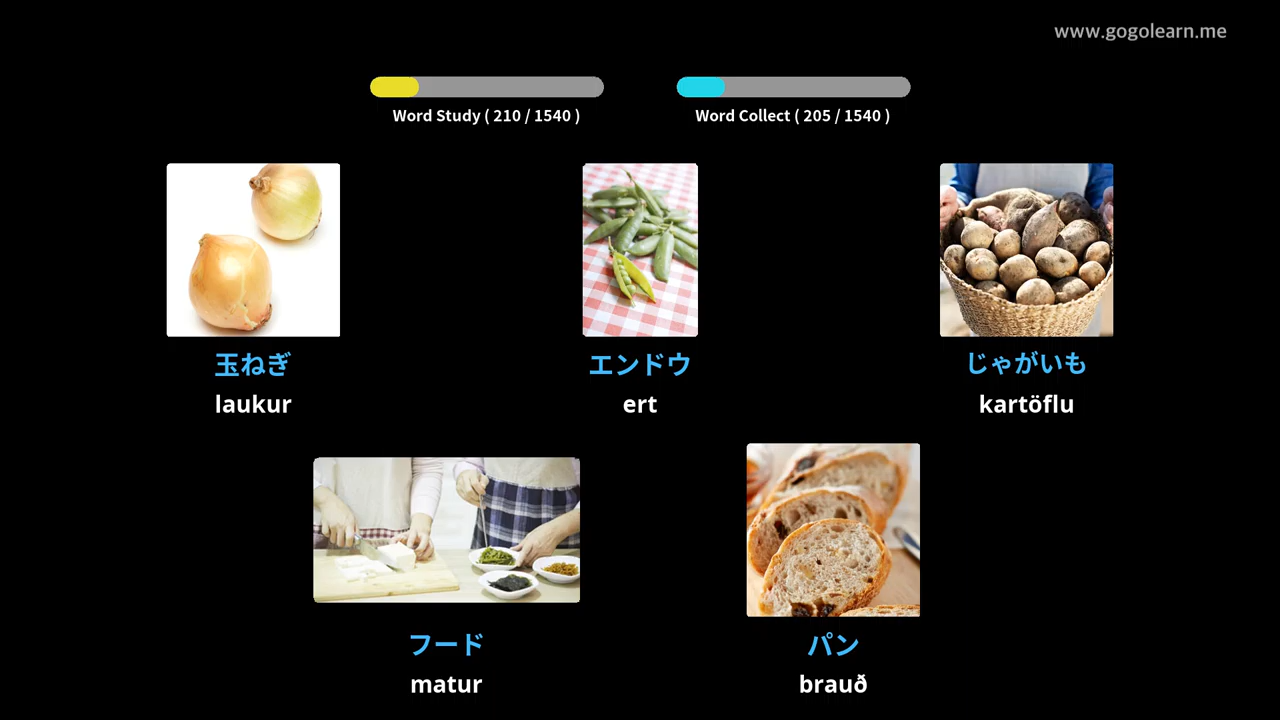 www.gogolearn.me
Word Study ( 210 / 1540 )
Word Collect ( 205 / 1540 )
玉ねぎ
エンドウ
じゃがいも
laukur
ert
kartöflu
フード
パン
matur
brauð